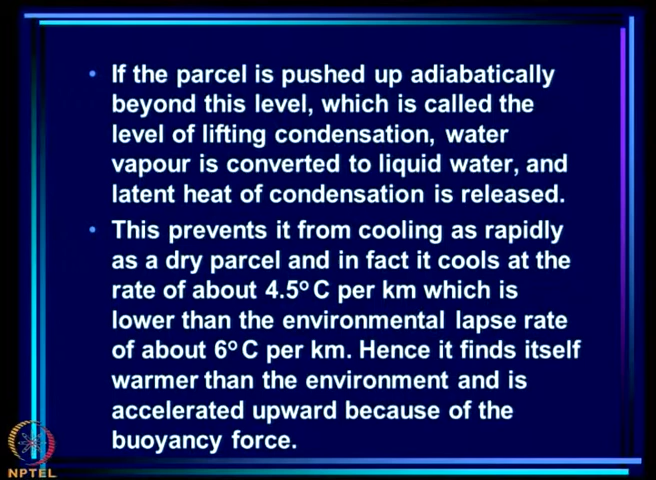 • If the parcel is pushed up adiabatically
beyond this level, which is called the
level of lifting condensation, water
vapour is converted to liquid water, and
latent heat of condensation is released.
• This prevents it from cooling as rapidly
as a dry parcel and in fact it cools at the
rate of about 4.5º C per km which is
lower than the environmental lapse rate
of about 6º C per km. Hence it finds itself
warmer than the environment and is
accelerated upward because of the
buoyancy force.
NPTEL